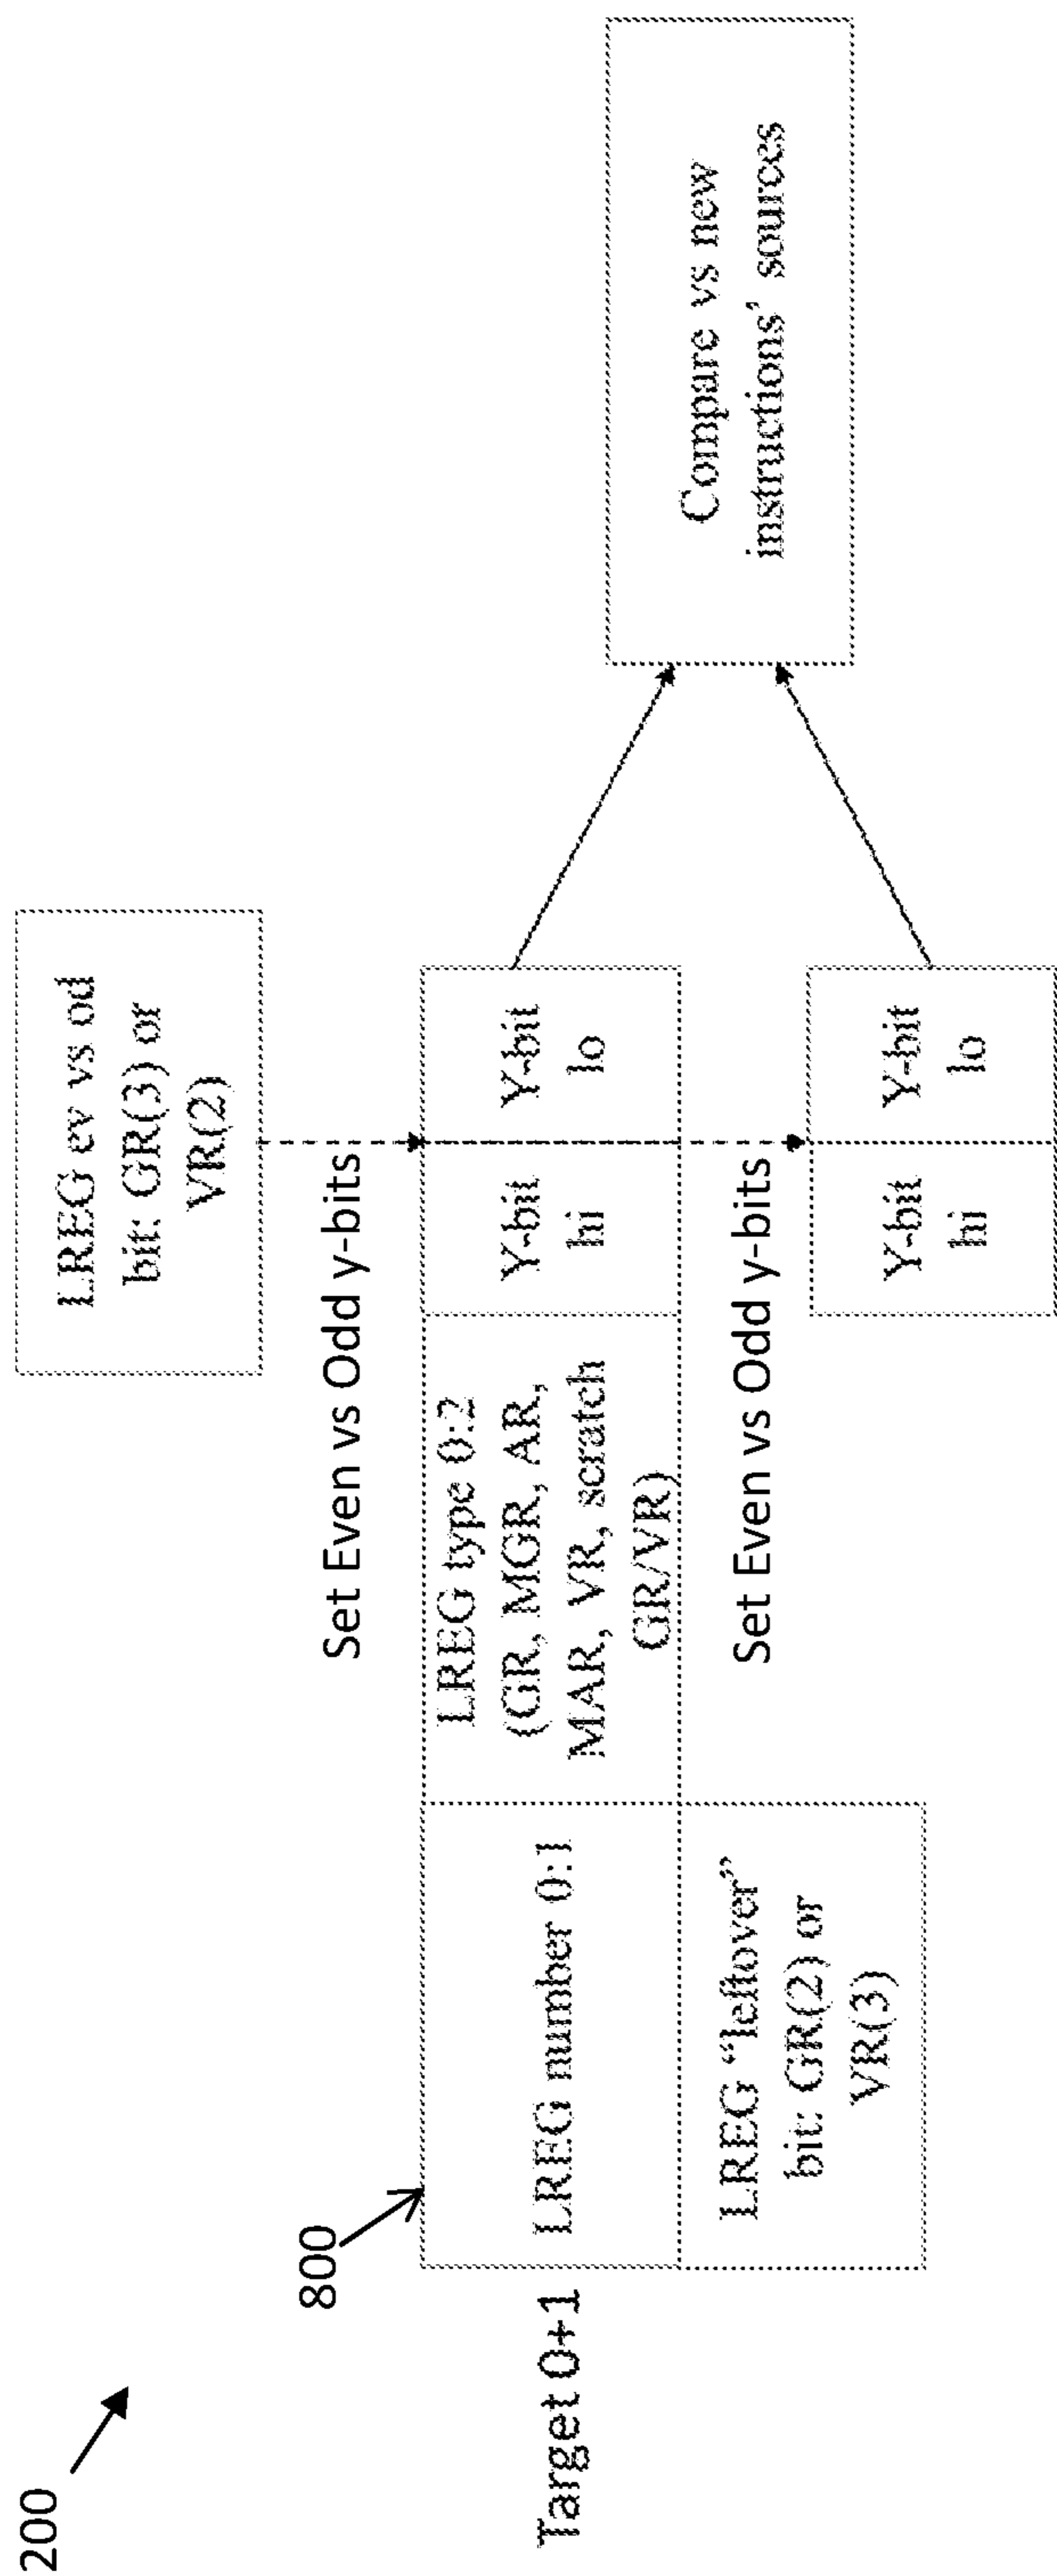 200
LREG ev vs od
bit: GR(3) or
VR(2)
Set Even vs Odd y-bits
800
Target 0+1
LREG number 0:1
LREG type 0:2
(GR, MGR, AR,
MAR, VR, scratch
GR/VR)
Y-bit
hi
Y-bit
lo
LREG “leftover”
bit: GR(2) or
VR(3)
Set Even vs Odd y-bits
Y-bit
hi
Y-bit
lo
Compare vs new
instructions’ sources